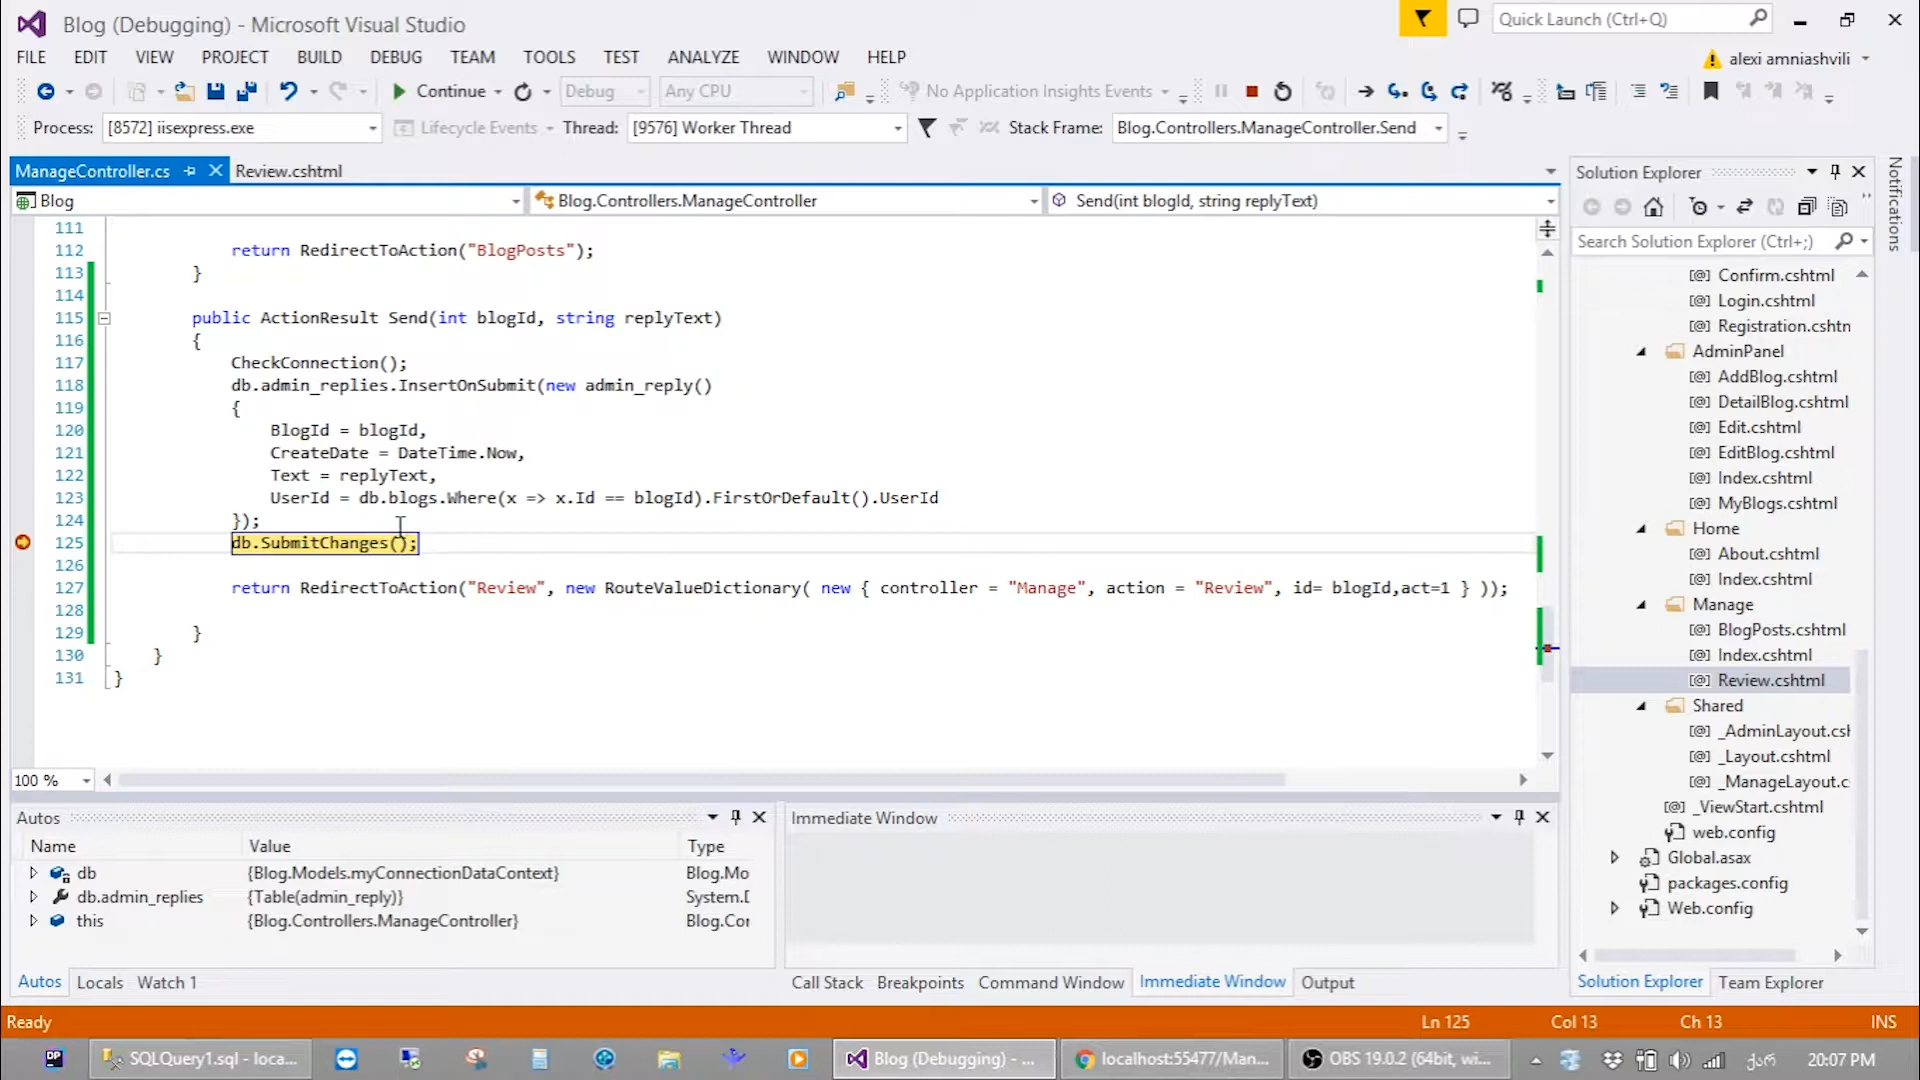 Blog (Debugging) - Microsoft Visual Studio
Quick Launch (Ctrl+Q)
FILE EDIT VIEW PROJECT BUILD DEBUG TEAM TOOLS TEST ANALYZE WINDOW HELP
alexi amniashvili
Continue Debug Any CPU No Application Insights Events
Process: [8572] iisexpress.exe Lifecycle Events Thread: [9576] Worker Thread Stack Frame: Blog.Controllers.ManageController.Send
ManageController.cs Review.cshtml
Blog Blog.Controllers.ManageController Send(int blogId, string replyText)
111
112 return RedirectToAction("BlogPosts");
113 }
114
115 public ActionResult Send(int blogId, string replyText)
116 {
117 CheckConnection();
118 db.admin_replies.InsertOnSubmit(new admin_reply()
119 {
120 BlogId = blogId,
121 CreateDate = DateTime.Now,
122 Text = replyText,
123 UserId = db.blogs.Where(x => x.Id == blogId).FirstOrDefault().UserId
124 });
125 db.SubmitChanges();
126
127 return RedirectToAction("Review", new RouteValueDictionary( new { controller = "Manage", action = "Review", id= blogId,act=1 } ));
128
129 }
130 }
131 }
100 %
Solution Explorer
Search Solution Explorer (Ctrl+;)
Confirm.cshtml
Login.cshtml
Registration.cshtn
AdminPanel
AddBlog.cshtml
DetailBlog.cshtml
Edit.cshtml
EditBlog.cshtml
Index.cshtml
MyBlogs.cshtml
Home
About.cshtml
Index.cshtml
Manage
BlogPosts.cshtml
Index.cshtml
Review.cshtml
Shared
_AdminLayout.csl
_Layout.cshtml
_ManageLayout.c
_ViewStart.cshtml
web.config
Global.asax
packages.config
Web.config
Solution Explorer Team Explorer
Notifications
Autos
Name Value Type
db {Blog.Models.myConnectionDataContext} Blog.Mo
db.admin_replies {Table(admin_reply)} System.D
this {Blog.Controllers.ManageController} Blog.Cor
Autos Locals Watch 1
Immediate Window
Call Stack Breakpoints Command Window Immediate Window Output
Ready Ln 125 Col 13 Ch 13 INS
DP SQLQuery1.sql - loca... Blog (Debugging) - ... localhost:55477/Man... OBS 19.0.2 (64bit, wi... ქარ 20:07 PM